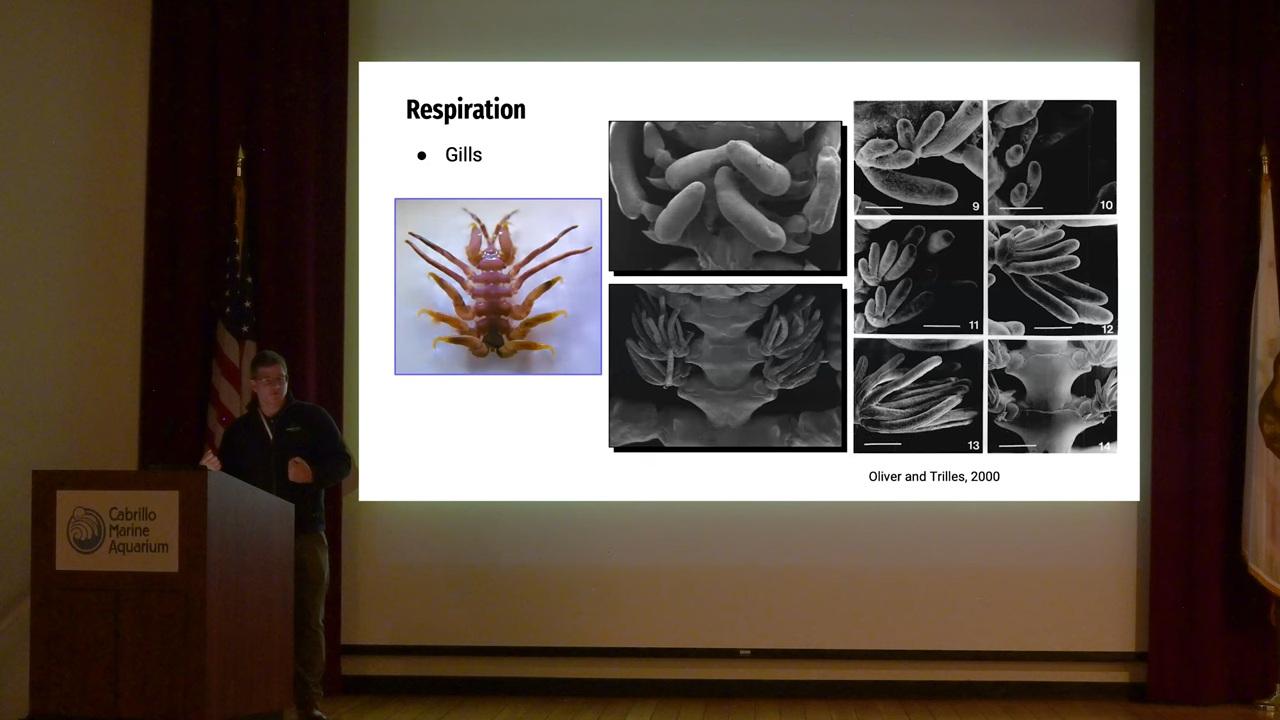 Respiration
● Gills
9
10
11
12
13
14
Oliver and Trilles, 2000
Cabrillo
Marine
Aquarium